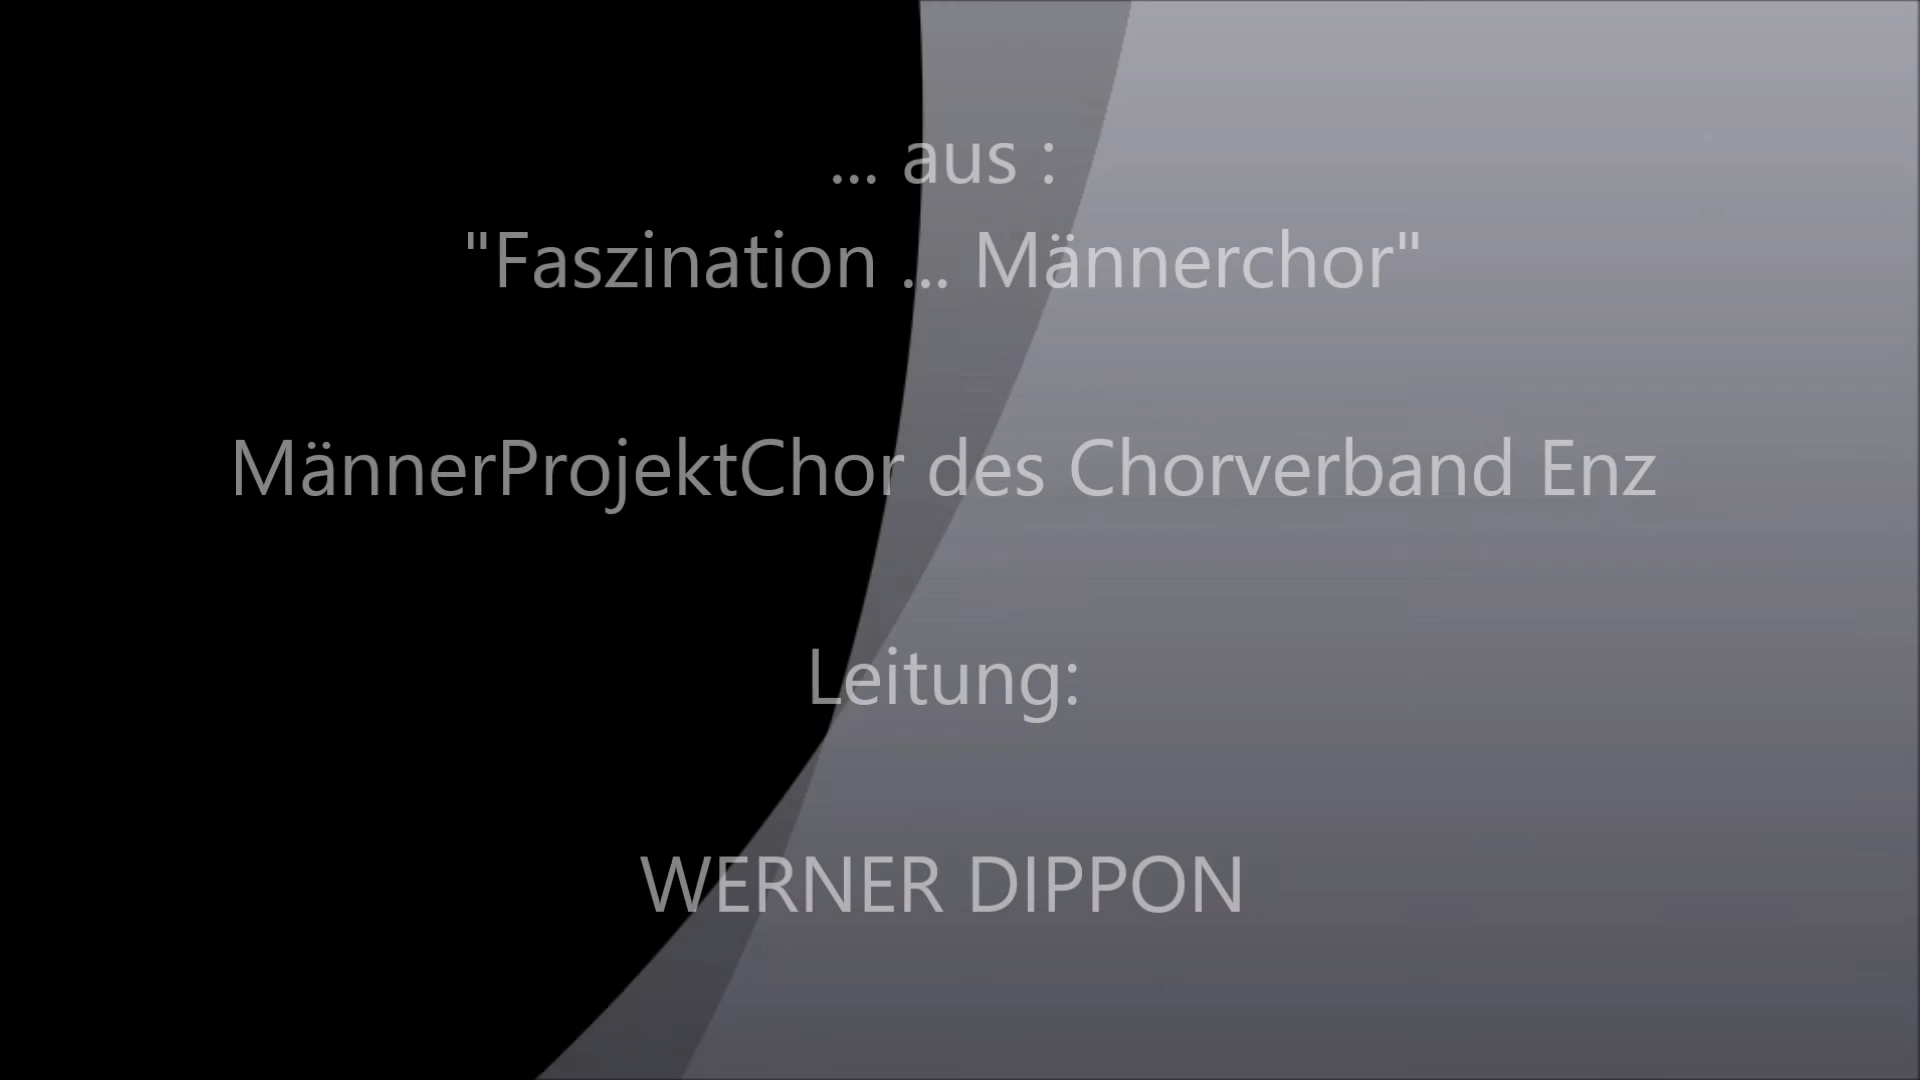 ... aus :
"Faszination ... Männerchor"
MännerProjektChor des Chorverband Enz
Leitung:
WERNER DIPPON